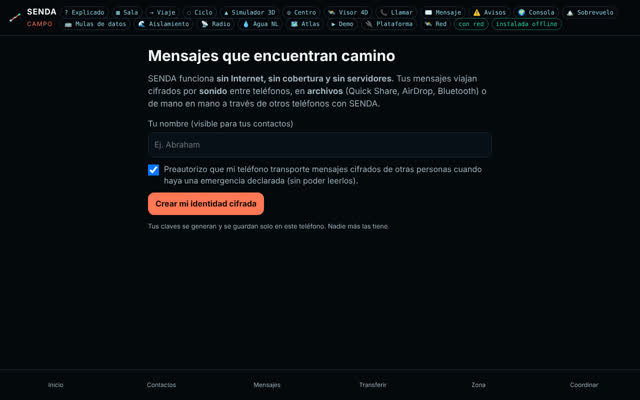 SENDA
CAMPO
? Explicado
Sala
Viaje
Ciclo
Simulador 3D
Centro
Visor 4D
Llamar
Mensaje
Avisos
Consola
Sobrevuelo
Mulas de datos
Aislamiento
Radio
Agua NL
Atlas
Demo
Plataforma
Red
con red
instalada offline
Mensajes que encuentran camino
SENDA funciona sin Internet, sin cobertura y sin servidores. Tus mensajes viajan
cifrados por sonido entre teléfonos, en archivos (Quick Share, AirDrop, Bluetooth) o
de mano en mano a través de otros teléfonos con SENDA.
Tu nombre (visible para tus contactos)
Ej. Abraham
Preautorizo que mi teléfono transporte mensajes cifrados de otras personas cuando
haya una emergencia declarada (sin poder leerlos).
Crear mi identidad cifrada
Tus claves se generan y se guardan solo en este teléfono. Nadie más las tiene.
Inicio
Contactos
Mensajes
Transferir
Zona
Coordinar